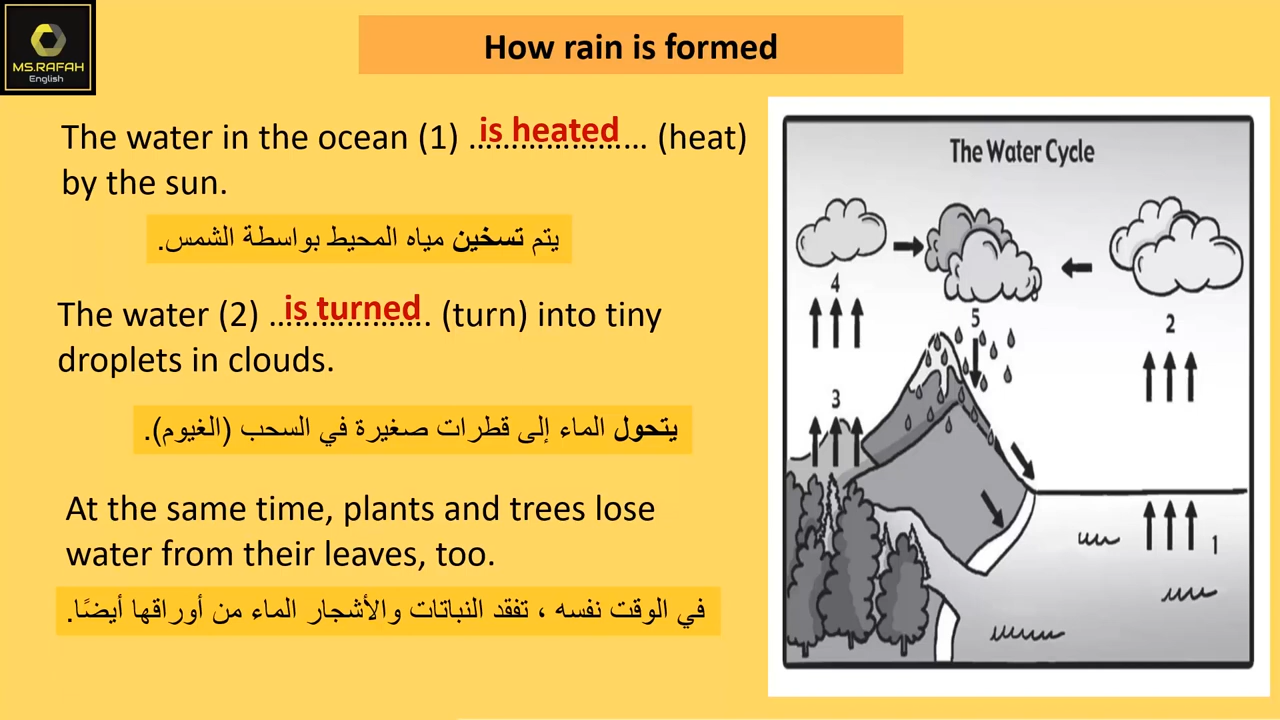 MS.RAFAH
English
How rain is formed
The water in the ocean (1) ..is heated... (heat)
by the sun.
يتم تسخين مياه المحيط بواسطة الشمس.
The water (2) ..is turned.. (turn) into tiny
droplets in clouds.
يتحول الماء إلى قطرات صغيرة في السحب (الغيوم).
At the same time, plants and trees lose
water from their leaves, too.
في الوقت نفسه ، تفقد النباتات والأشجار الماء من أوراقها أيضًا.
The Water Cycle
4
5
2
3
1